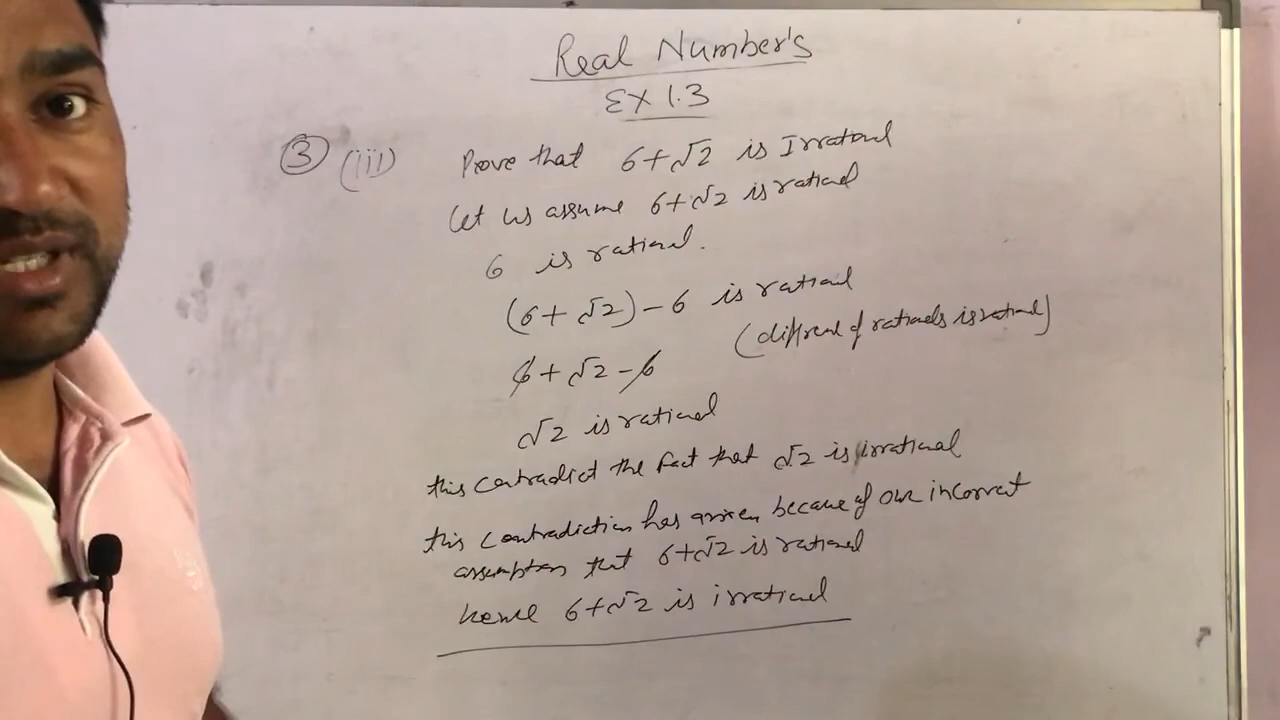 Real Number's
EX 1.3
③ (iii) Prove that 6+√2 is Irrational
Let us assume 6+√2 is rational
6 is rational.
(6+√2)-6 is rational
(different of rationals is rational)
6+√2-6
√2 is rational
this contradict the fact that √2 is irrational
this contradiction has arisen because of our incorrect
assumption that 6+√2 is rational
hence 6+√2 is irrational